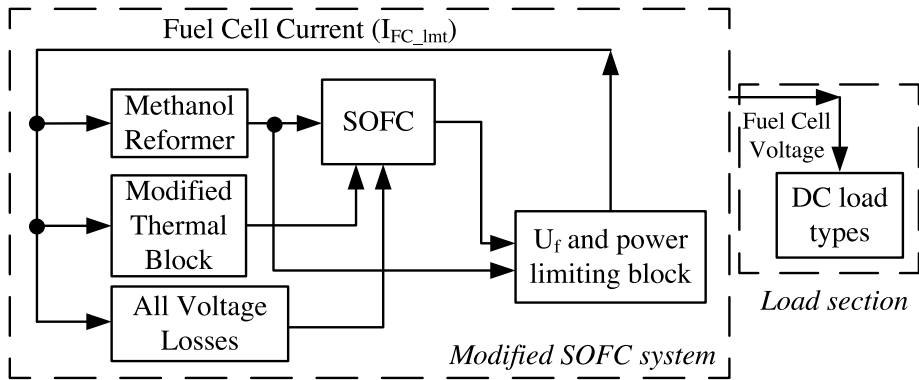 Fuel Cell Current (I_FC_lmt)
Methanol
Reformer
SOFC
Modified
Thermal
Block
All Voltage
Losses
U_f and power
limiting block
Modified SOFC system
Fuel Cell
Voltage
DC load
types
Load section